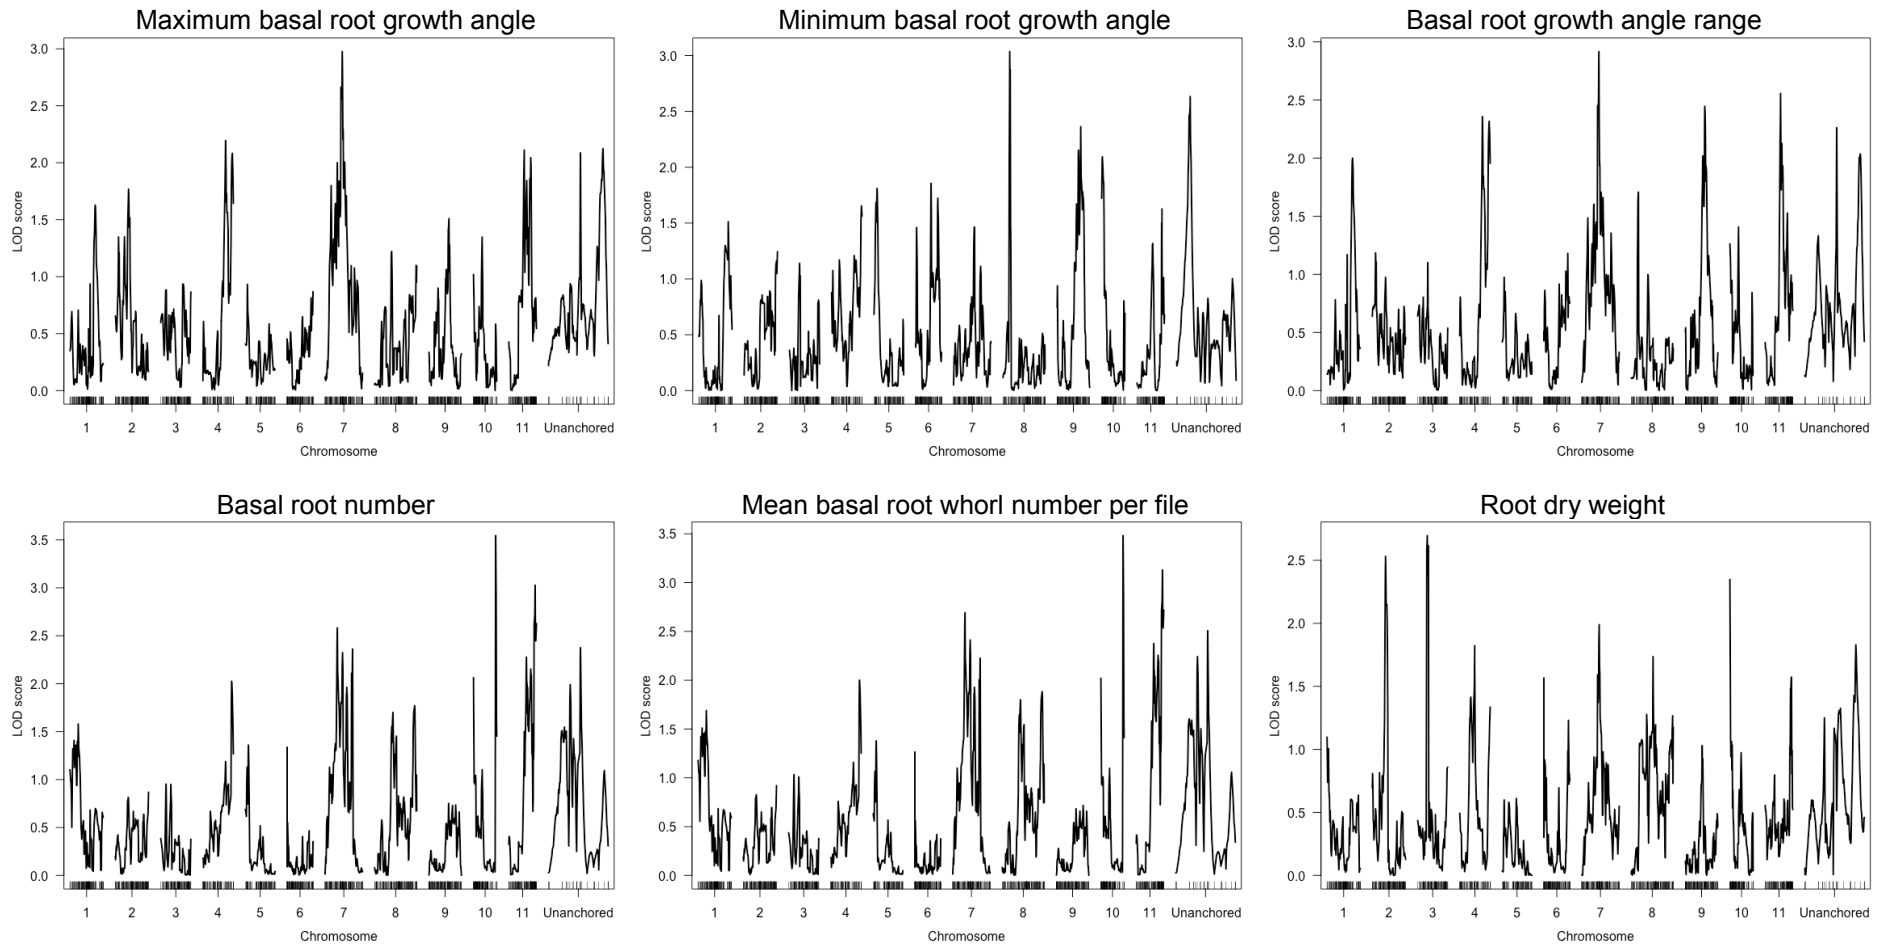 Maximum basal root growth angle
LOD score
3.0
2.5
2.0
1.5
1.0
0.5
0.0
1 2 3 4 5 6 7 8 9 10 11 Unanchored
Chromosome
Minimum basal root growth angle
LOD score
3.0
2.5
2.0
1.5
1.0
0.5
0.0
1 2 3 4 5 6 7 8 9 10 11 Unanchored
Chromosome
Basal root growth angle range
LOD score
3.0
2.5
2.0
1.5
1.0
0.5
0.0
1 2 3 4 5 6 7 8 9 10 11 Unanchored
Chromosome
Basal root number
LOD score
3.5
3.0
2.5
2.0
1.5
1.0
0.5
0.0
1 2 3 4 5 6 7 8 9 10 11 Unanchored
Chromosome
Mean basal root whorl number per file
LOD score
3.5
3.0
2.5
2.0
1.5
1.0
0.5
0.0
1 2 3 4 5 6 7 8 9 10 11 Unanchored
Chromosome
Root dry weight
LOD score
2.5
2.0
1.5
1.0
0.5
0.0
1 2 3 4 5 6 7 8 9 10 11 Unanchored
Chromosome